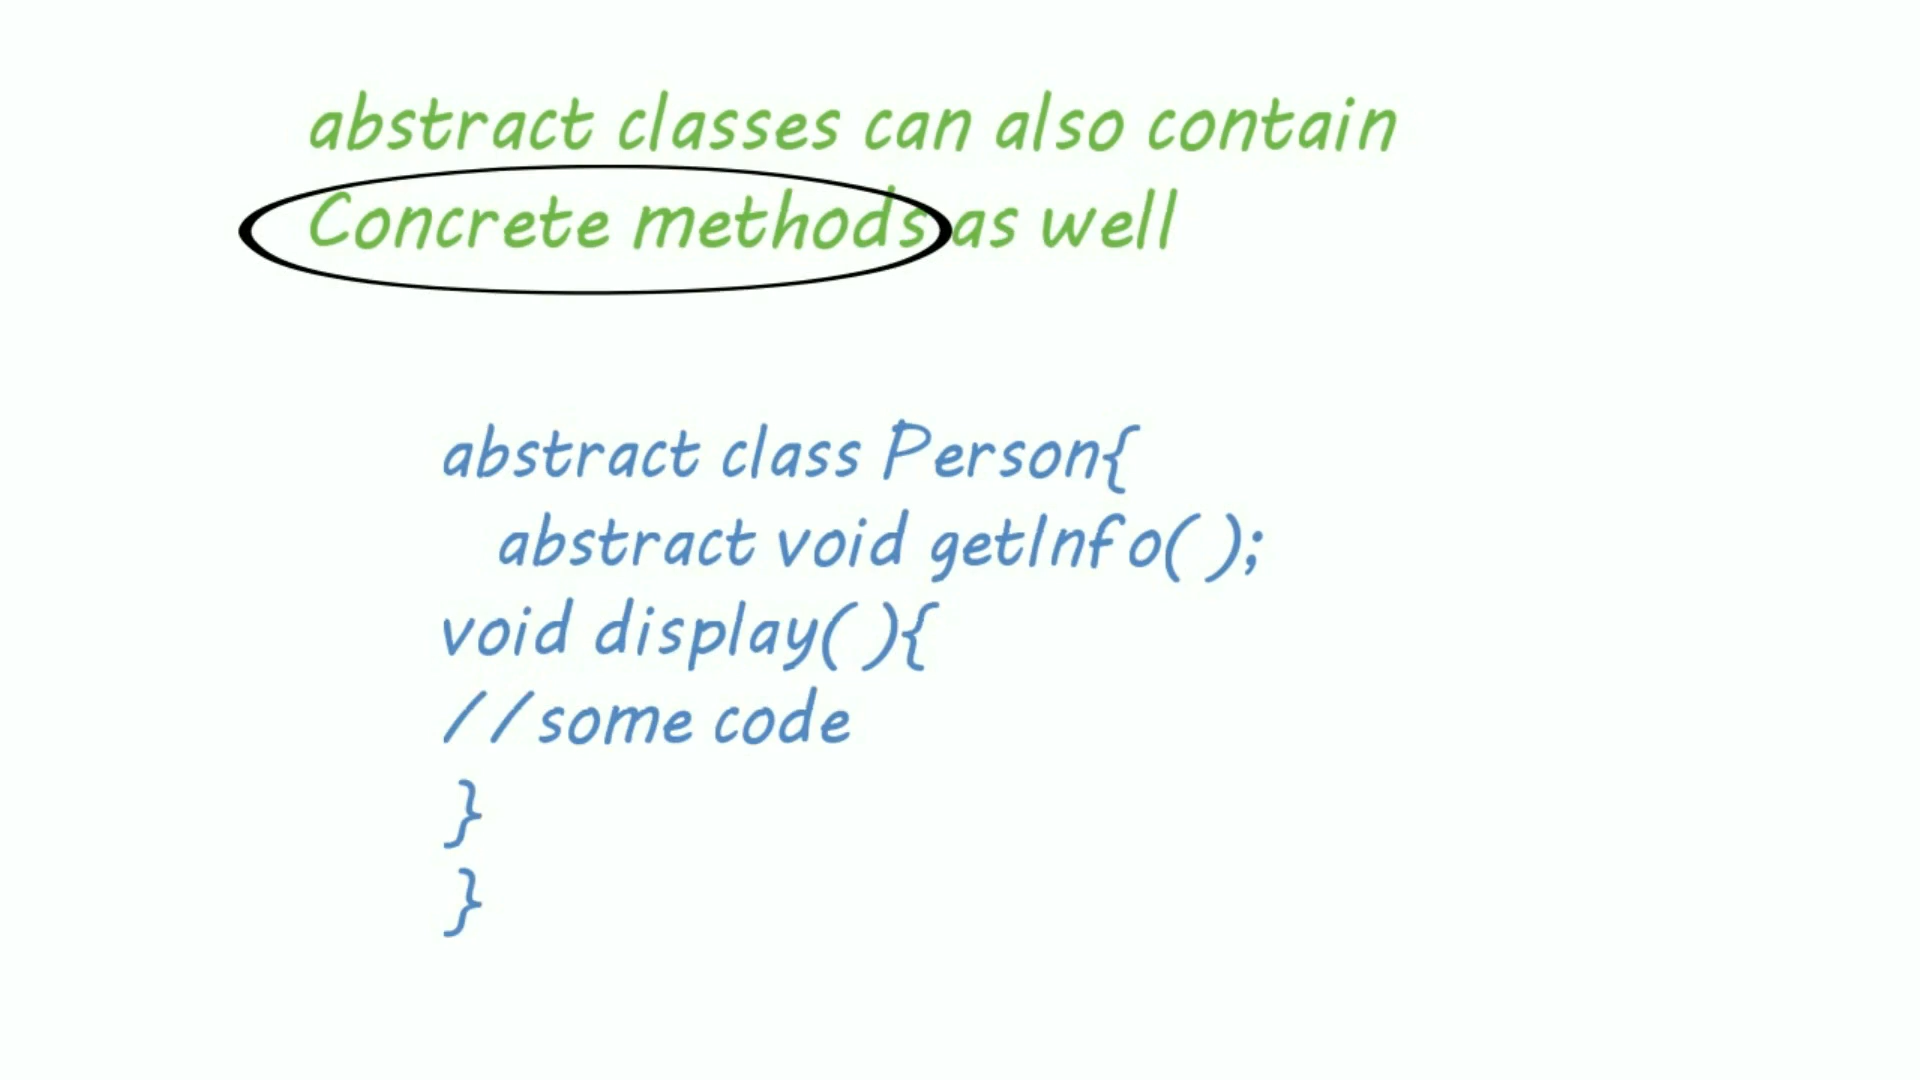 abstract classes can also contain
Concrete methods as well
abstract class Person{
abstract void getInfo( );
void display( ){
//some code
}
}